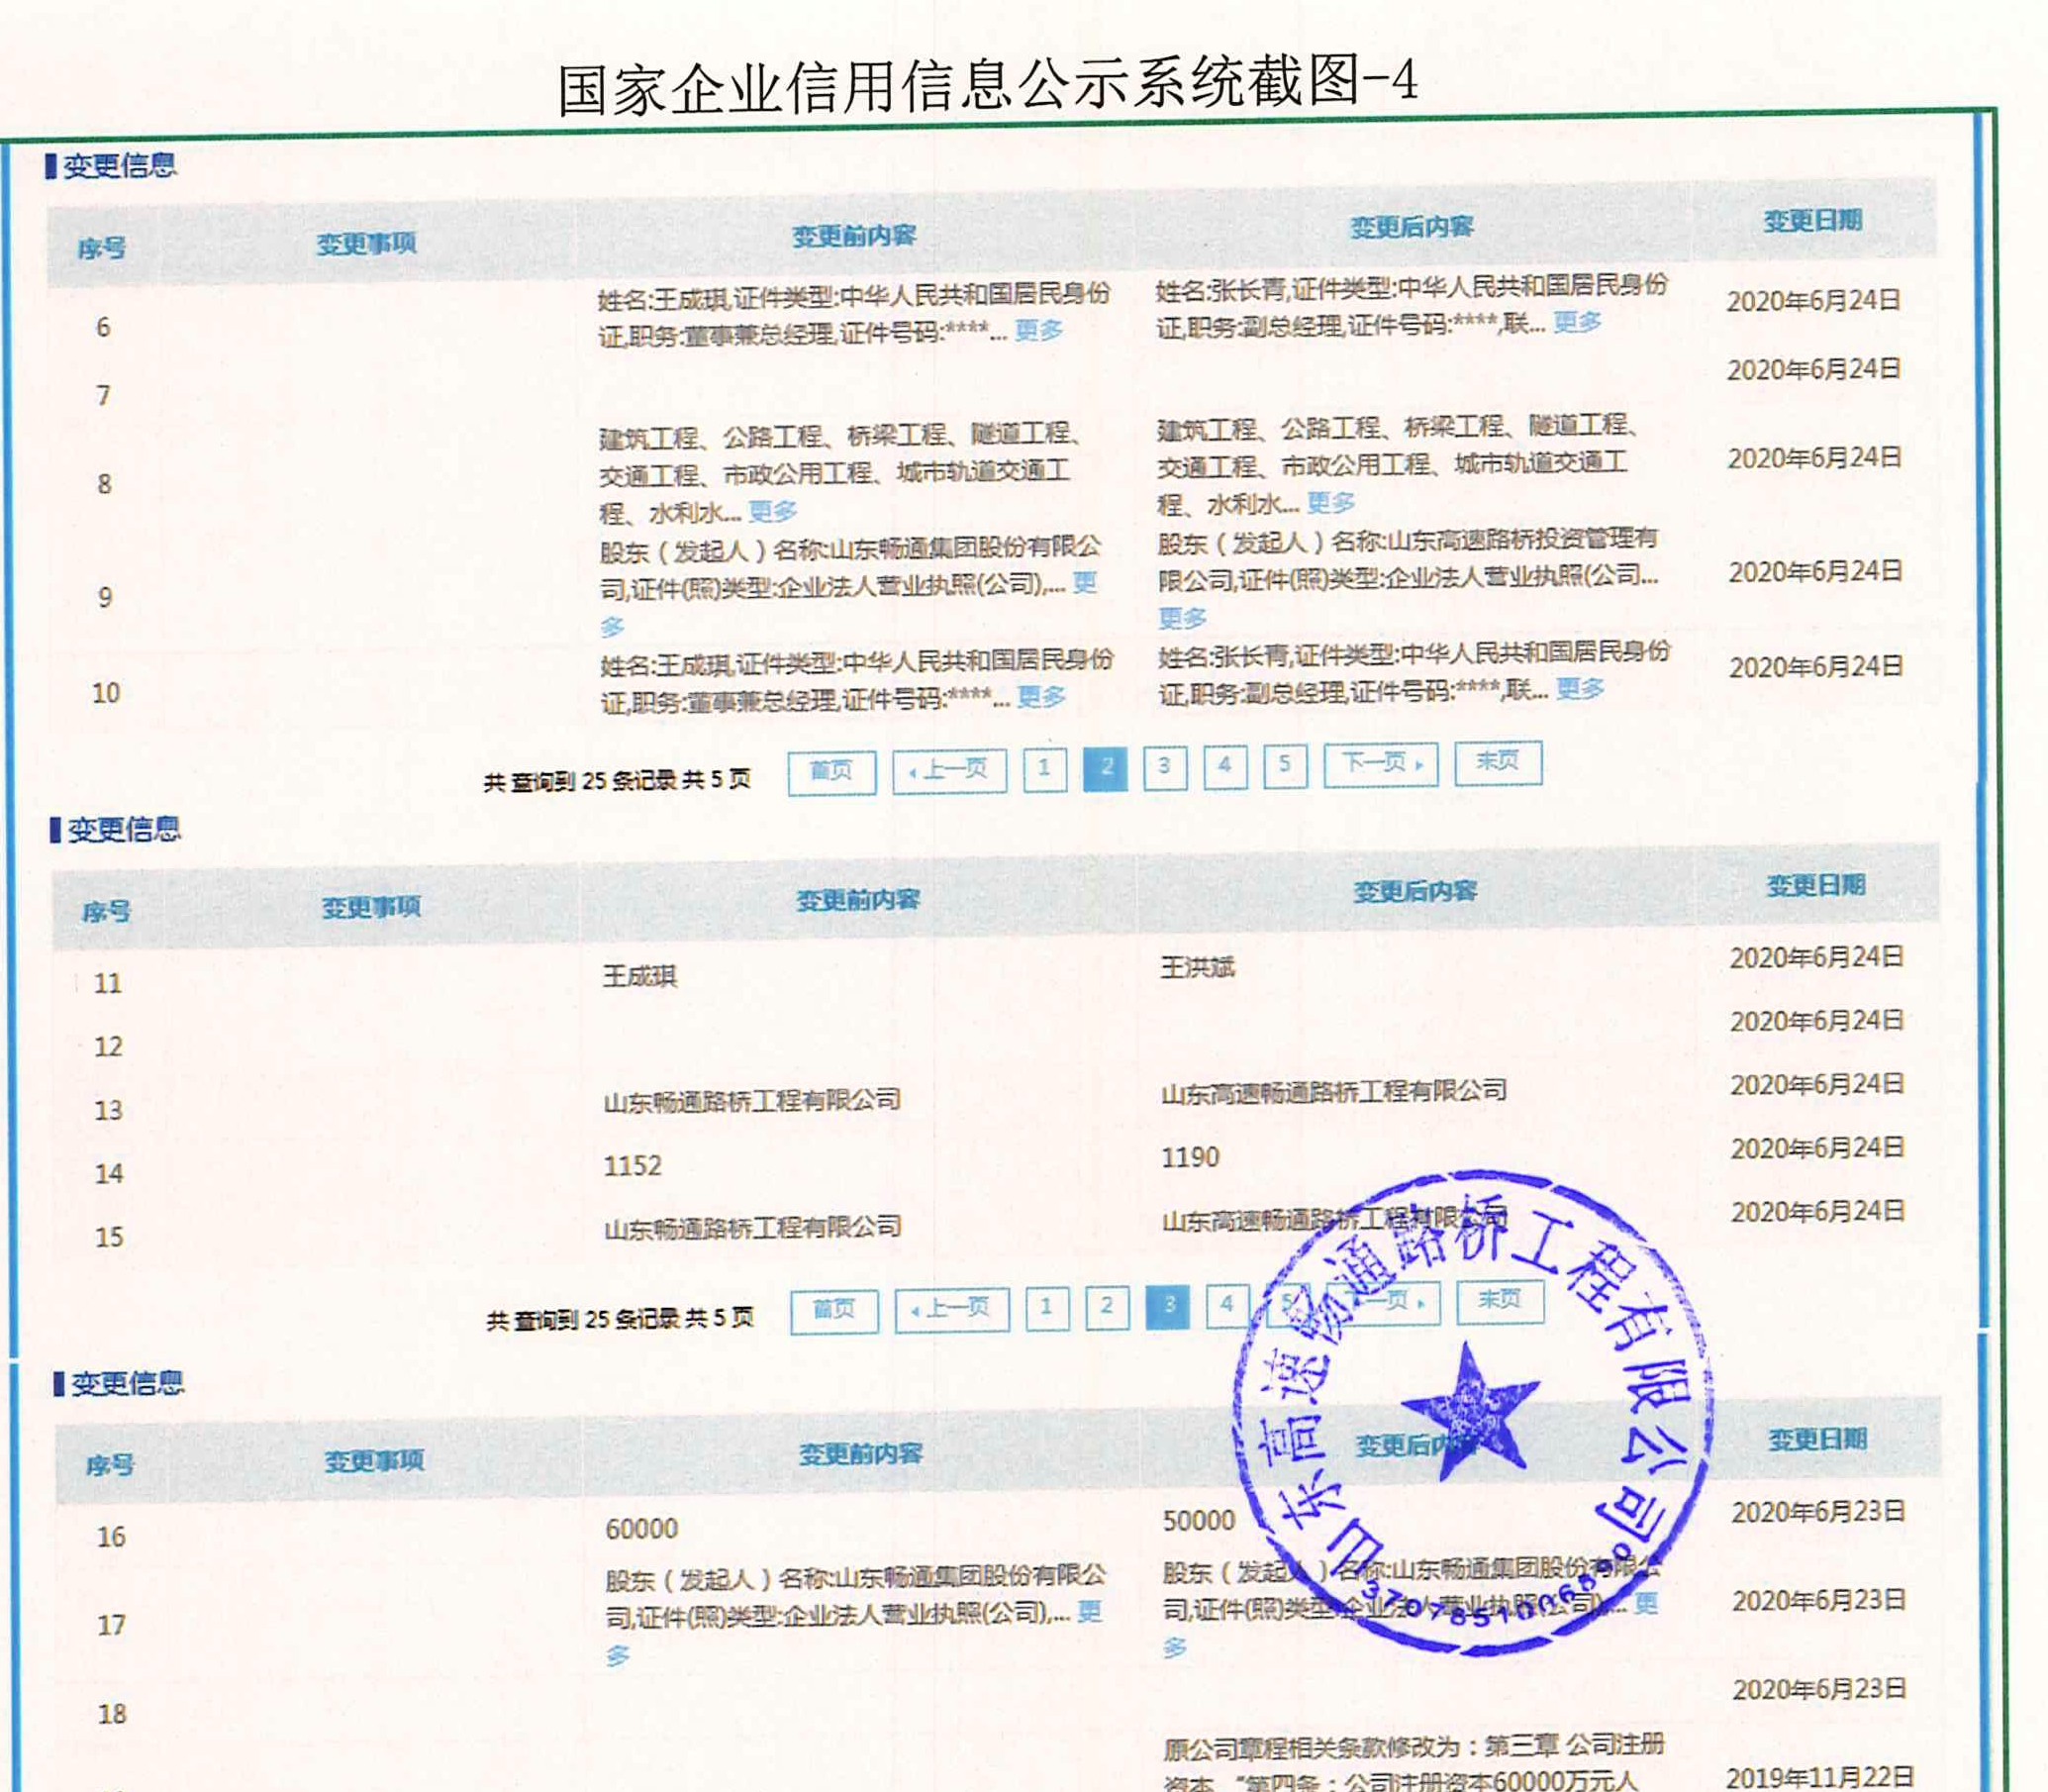 国家企业信用信息公示系统截图-4
变更信息
序号 变更事项 变更前内容 变更后内容 变更日期
6 姓名:王成琪,证件类型:中华人民共和国居民身份 姓名:张长青,证件类型:中华人民共和国居民身份 2020年6月24日
证,职务:董事兼总经理,证件号码:****... 更多 证,职务:副总经理,证件号码:****,联... 更多
7 2020年6月24日
建筑工程、公路工程、桥梁工程、隧道工程、 建筑工程、公路工程、桥梁工程、隧道工程、
8 交通工程、市政公用工程、城市轨道交通工 交通工程、市政公用工程、城市轨道交通工 2020年6月24日
程、水利水... 更多 程、水利水... 更多
股东（发起人）名称:山东畅通集团股份有限公 股东（发起人）名称:山东高速路桥投资管理有
9 司,证件(照)类型:企业法人营业执照(公司),... 更 限公司,证件(照)类型:企业法人营业执照(公司... 2020年6月24日
多 更多
10 姓名:王成琪,证件类型:中华人民共和国居民身份 姓名:张长青,证件类型:中华人民共和国居民身份 2020年6月24日
证,职务:董事兼总经理,证件号码:****... 更多 证,职务:副总经理,证件号码:****,联... 更多
共 查询到 25 条记录 共 5 页 首页 上一页 1 2 3 4 5 下一页 末页
变更信息
序号 变更事项 变更前内容 变更后内容 变更日期
11 王成琪 王洪斌 2020年6月24日
12 2020年6月24日
13 山东畅通路桥工程有限公司 山东高速畅通路桥工程有限公司 2020年6月24日
14 1152 1190 2020年6月24日
15 山东畅通路桥工程有限公司 山东高速畅通路桥工程有限公司 2020年6月24日
共 查询到 25 条记录 共 5 页 首页 上一页 1 2 3 4 5 下一页 末页
山东高速畅通路桥工程有限公司
变更信息
序号 变更事项 变更前内容 变更后内容 变更日期
16 60000 50000 2020年6月23日
股东（发起人）名称:山东畅通集团股份有限公 股东（发起人）名称:山东畅通集团股份有限公
17 司,证件(照)类型:企业法人营业执照(公司),... 更 司,证件(照)类型:企业法人营业执照(公司),... 更 2020年6月23日
多 多
18 2020年6月23日
原公司章程相关条款修改为：第三章 公司注册
资本 "第四条：公司注册资本60000万元人 2019年11月22日